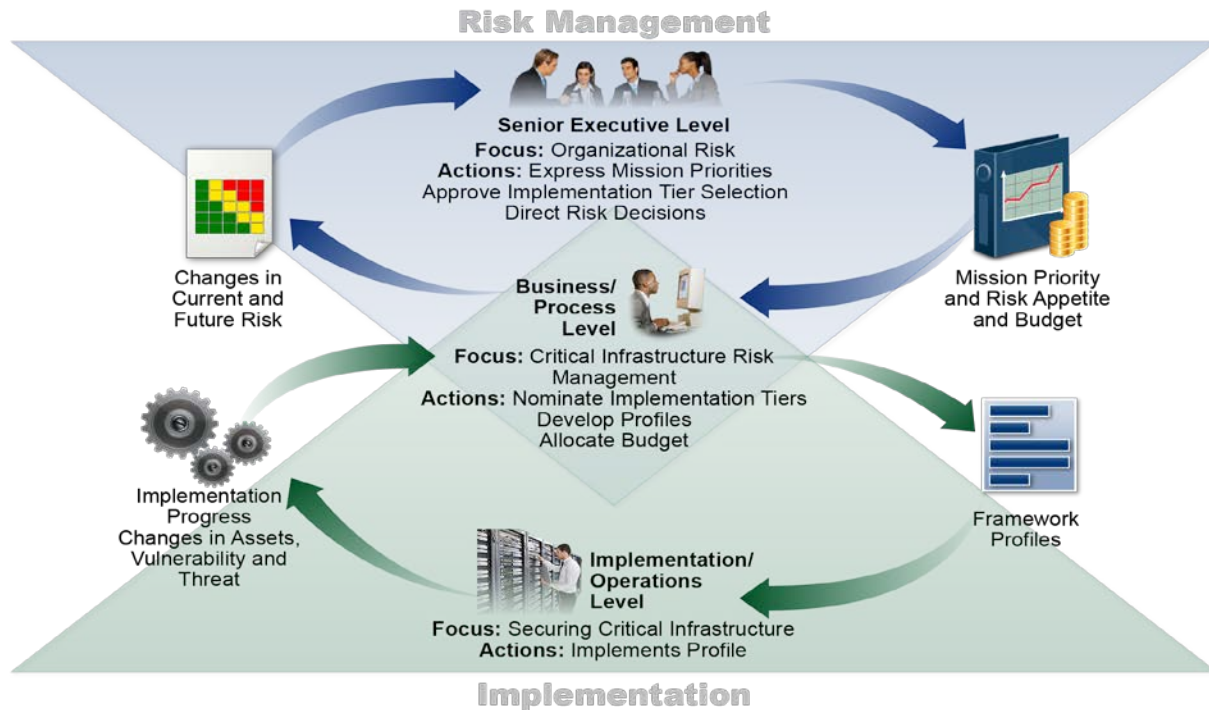 Risk Management
Senior Executive Level
Focus: Organizational Risk
Actions: Express Mission Priorities
Approve Implementation Tier Selection
Direct Risk Decisions
Changes in
Current and
Future Risk
Mission Priority
and Risk Appetite
and Budget
Business/
Process
Level
Focus: Critical Infrastructure Risk
Management
Actions: Nominate Implementation Tiers
Develop Profiles
Allocate Budget
Implementation
Progress
Changes in Assets,
Vulnerability and
Threat
Framework
Profiles
Implementation/
Operations
Level
Focus: Securing Critical Infrastructure
Actions: Implements Profile
Implementation